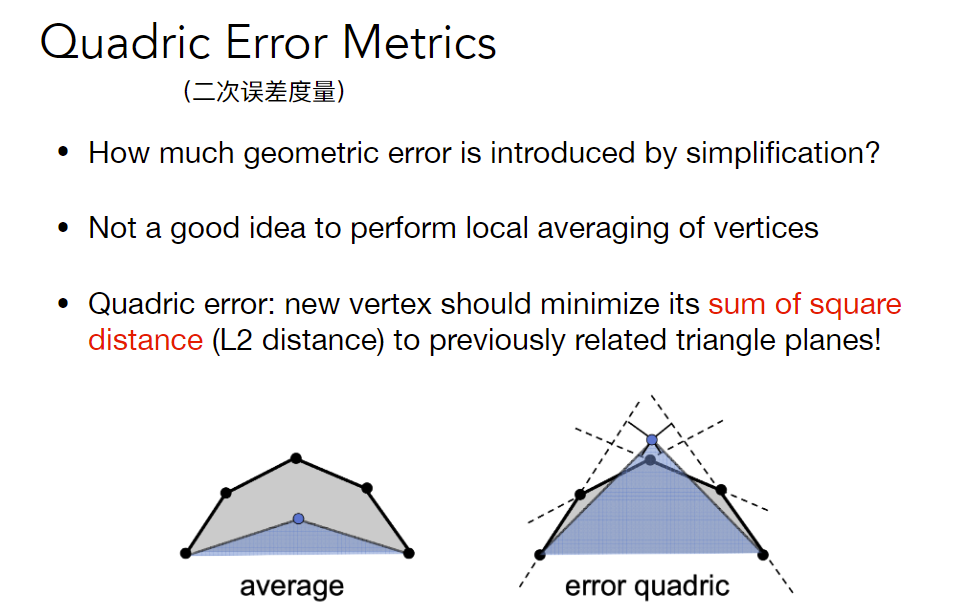 Quadric Error Metrics
(二次误差度量)
• How much geometric error is introduced by simplification?
• Not a good idea to perform local averaging of vertices
• Quadric error: new vertex should minimize its sum of square
distance (L2 distance) to previously related triangle planes!
average
error quadric